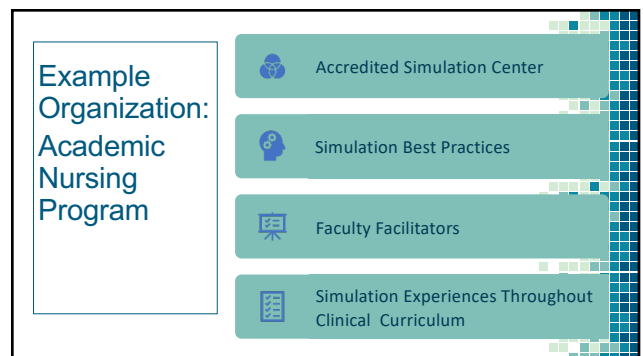 Example
Organization:
Academic
Nursing
Program
Accredited Simulation Center
Simulation Best Practices
Faculty Facilitators
Simulation Experiences Throughout
Clinical Curriculum